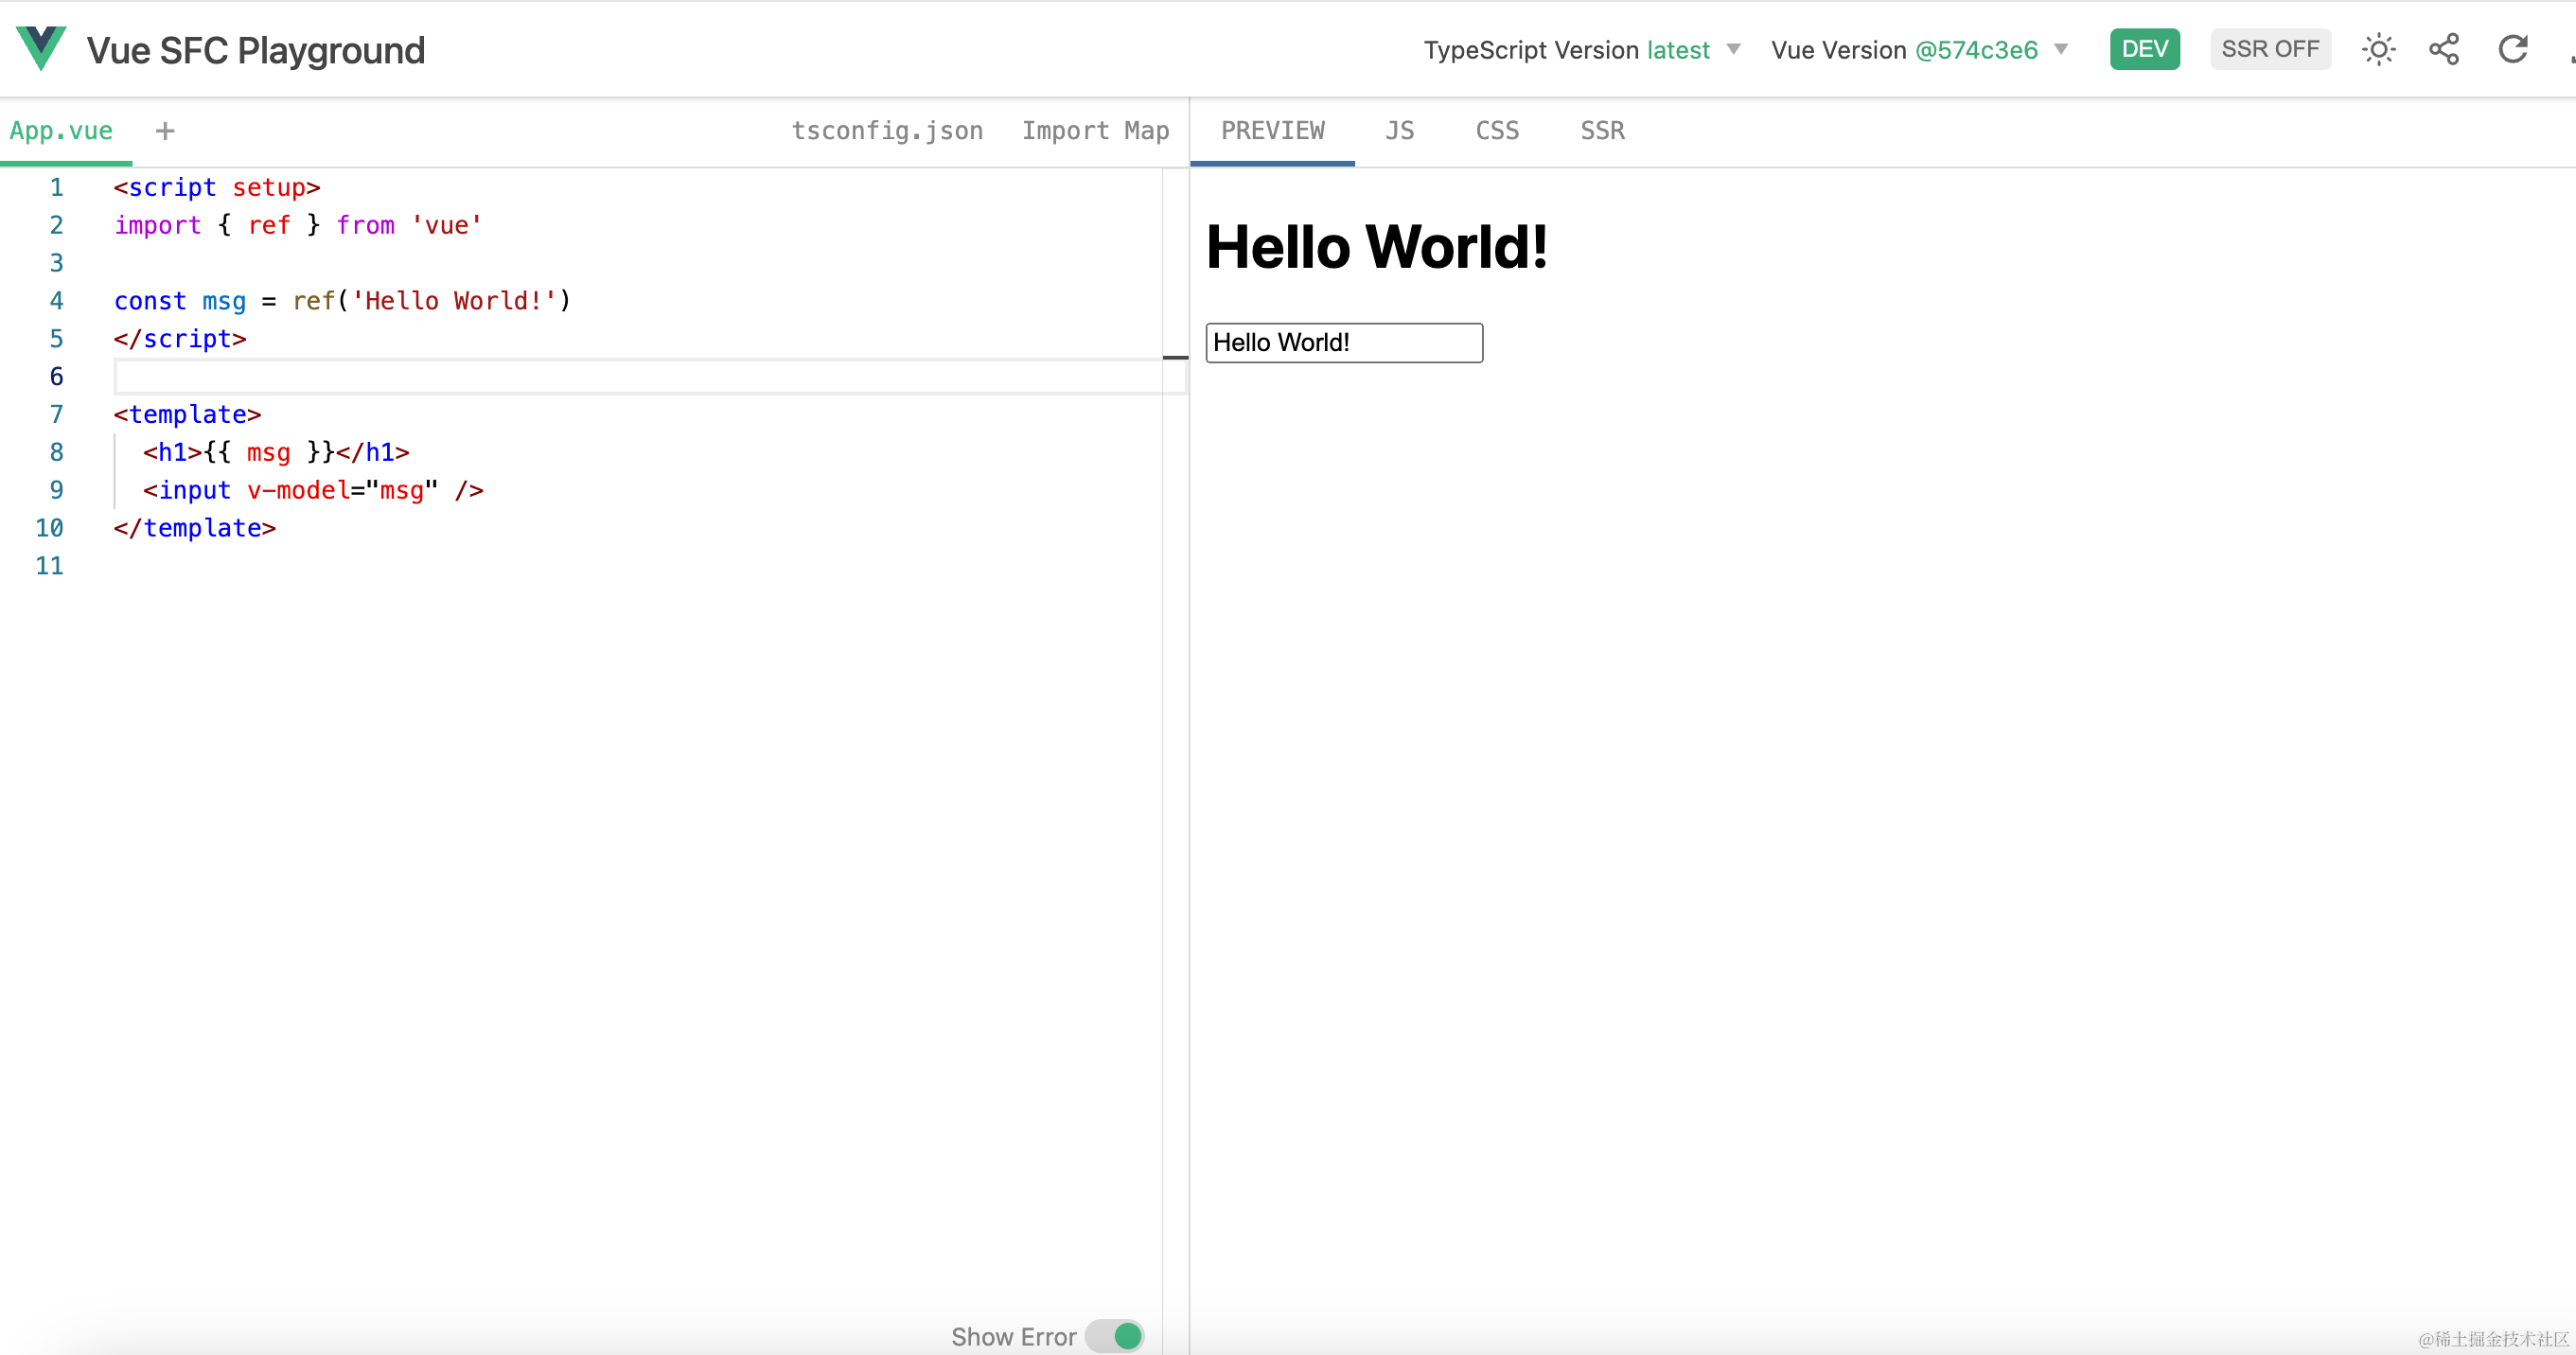 Vue SFC Playground
TypeScript Version latest
Vue Version @574c3e6
DEV
SSR OFF
App.vue +
tsconfig.json
Import Map
PREVIEW
JS
CSS
SSR
1 <script setup>
2 import { ref } from 'vue'
3
4 const msg = ref('Hello World!')
5 </script>
6
7 <template>
8 <h1>{{ msg }}</h1>
9 <input v-model="msg" />
10 </template>
11
Hello World!
Hello World!
Show Error
@稀土掘金技术社区